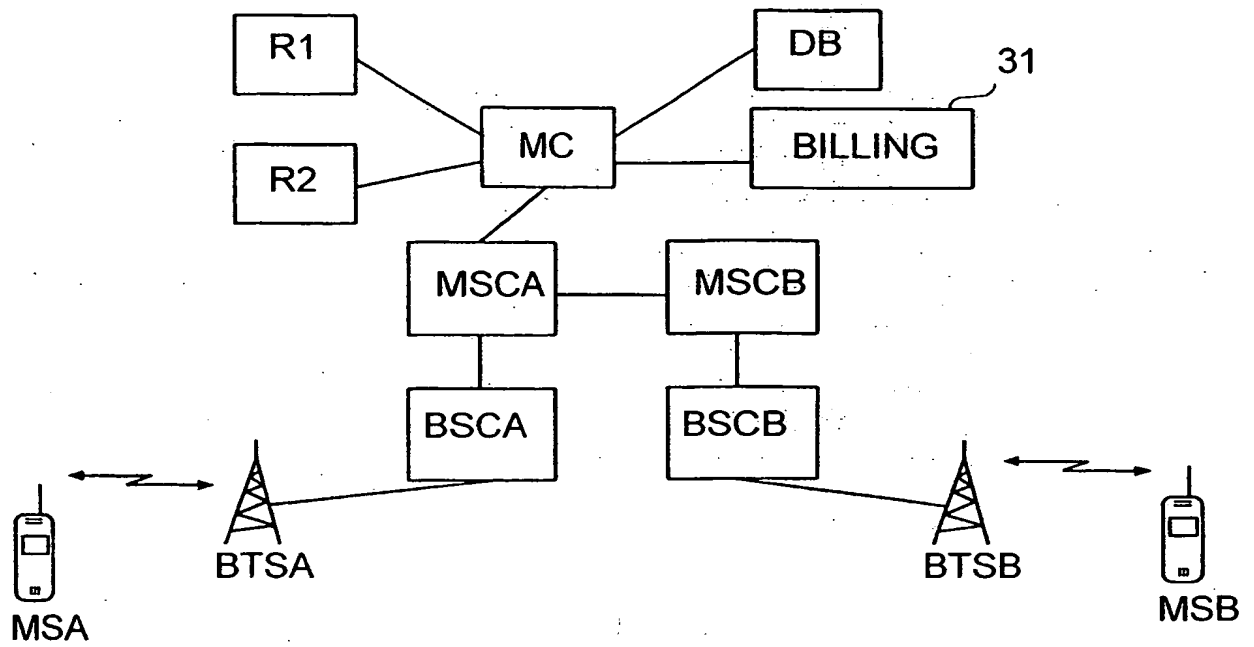 R1
DB
31
MC
BILLING
R2
MSCA
MSCB
BSCA
BSCB
BTSA
BTSB
MSA
MSB